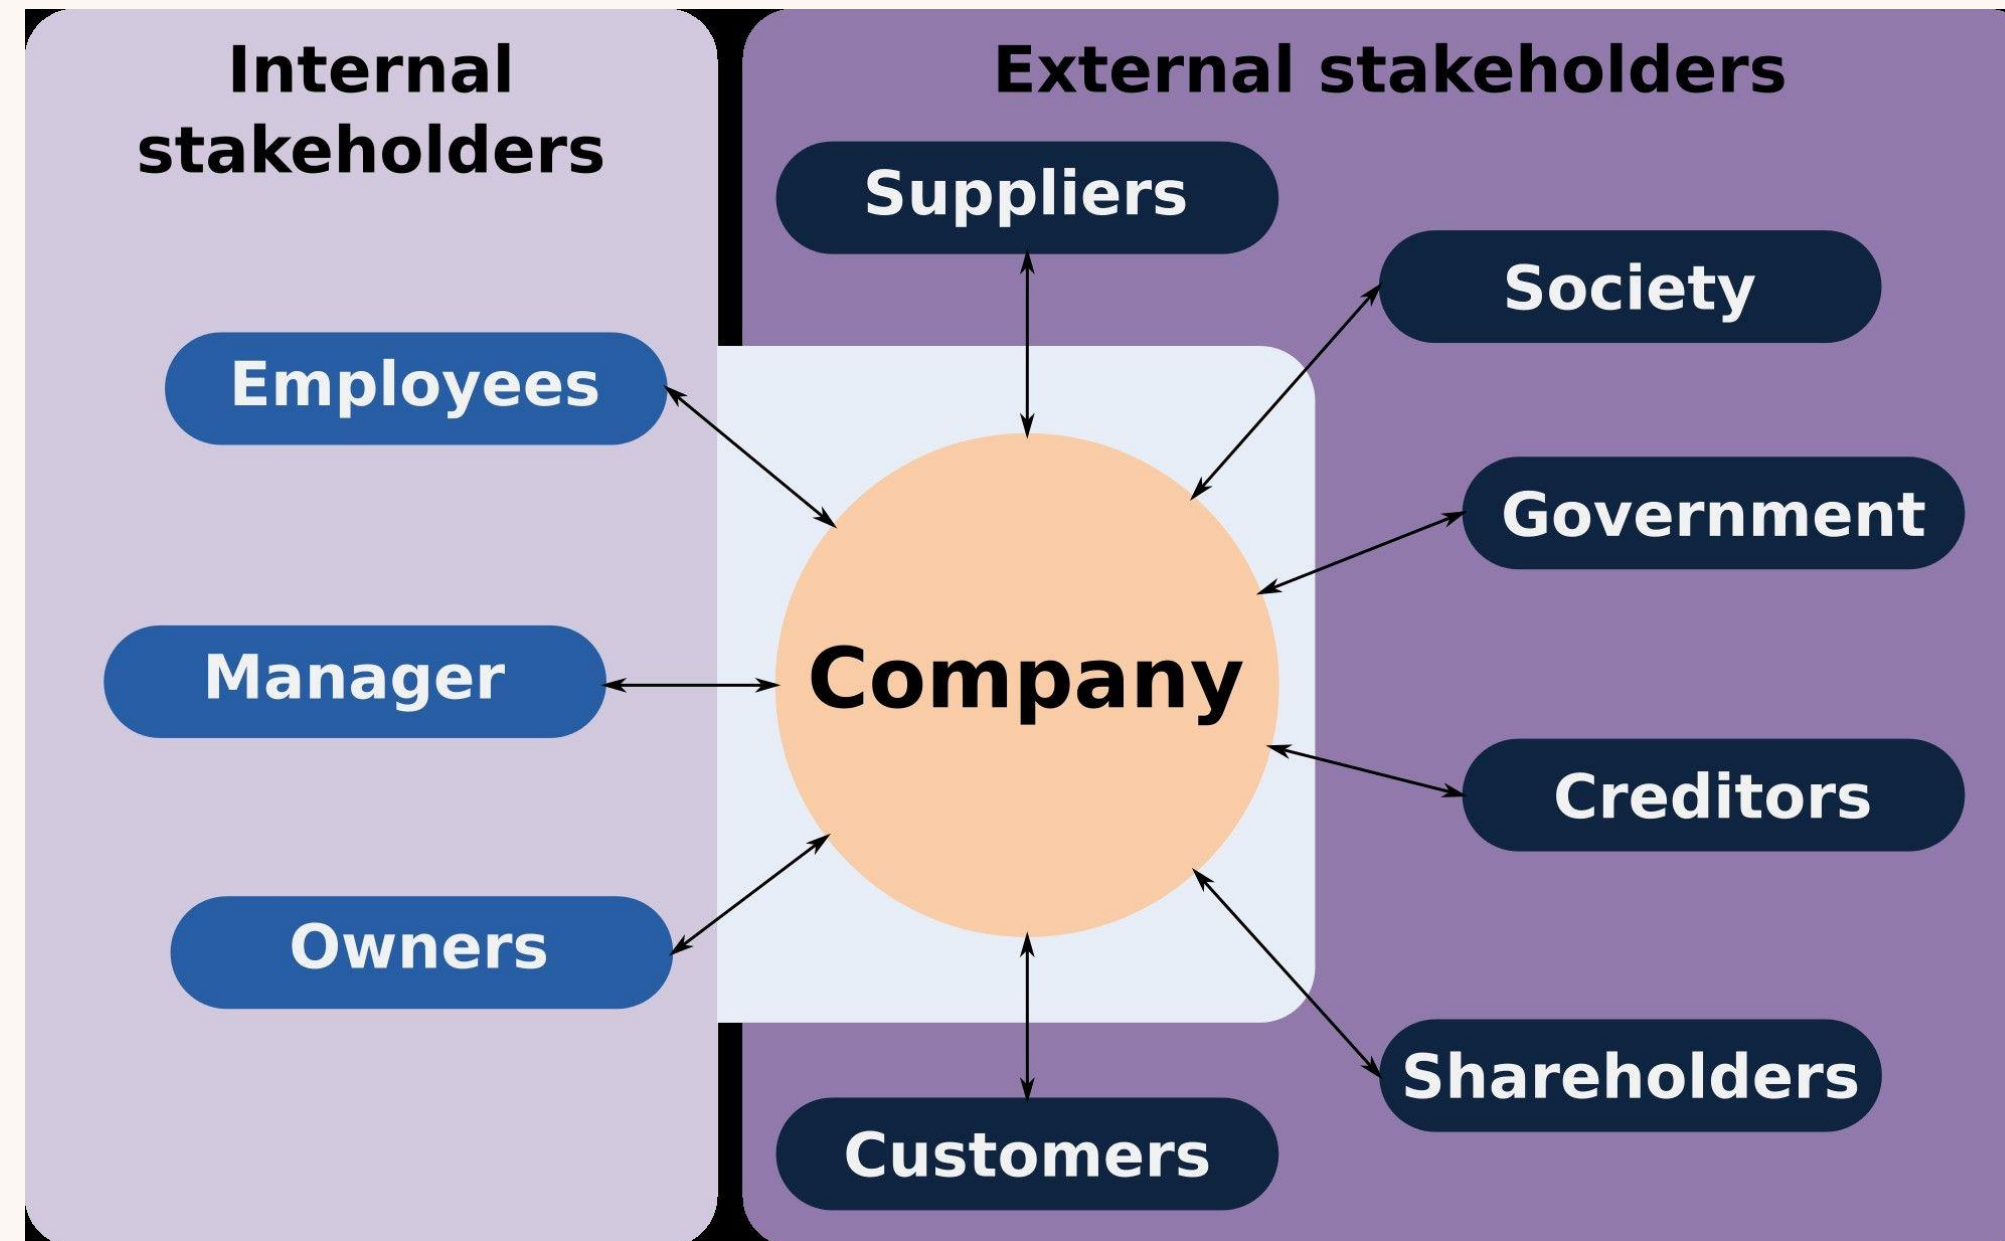 Internal
stakeholders
Employees
Manager
Owners
External stakeholders
Suppliers
Society
Government
Company
Creditors
Shareholders
Customers